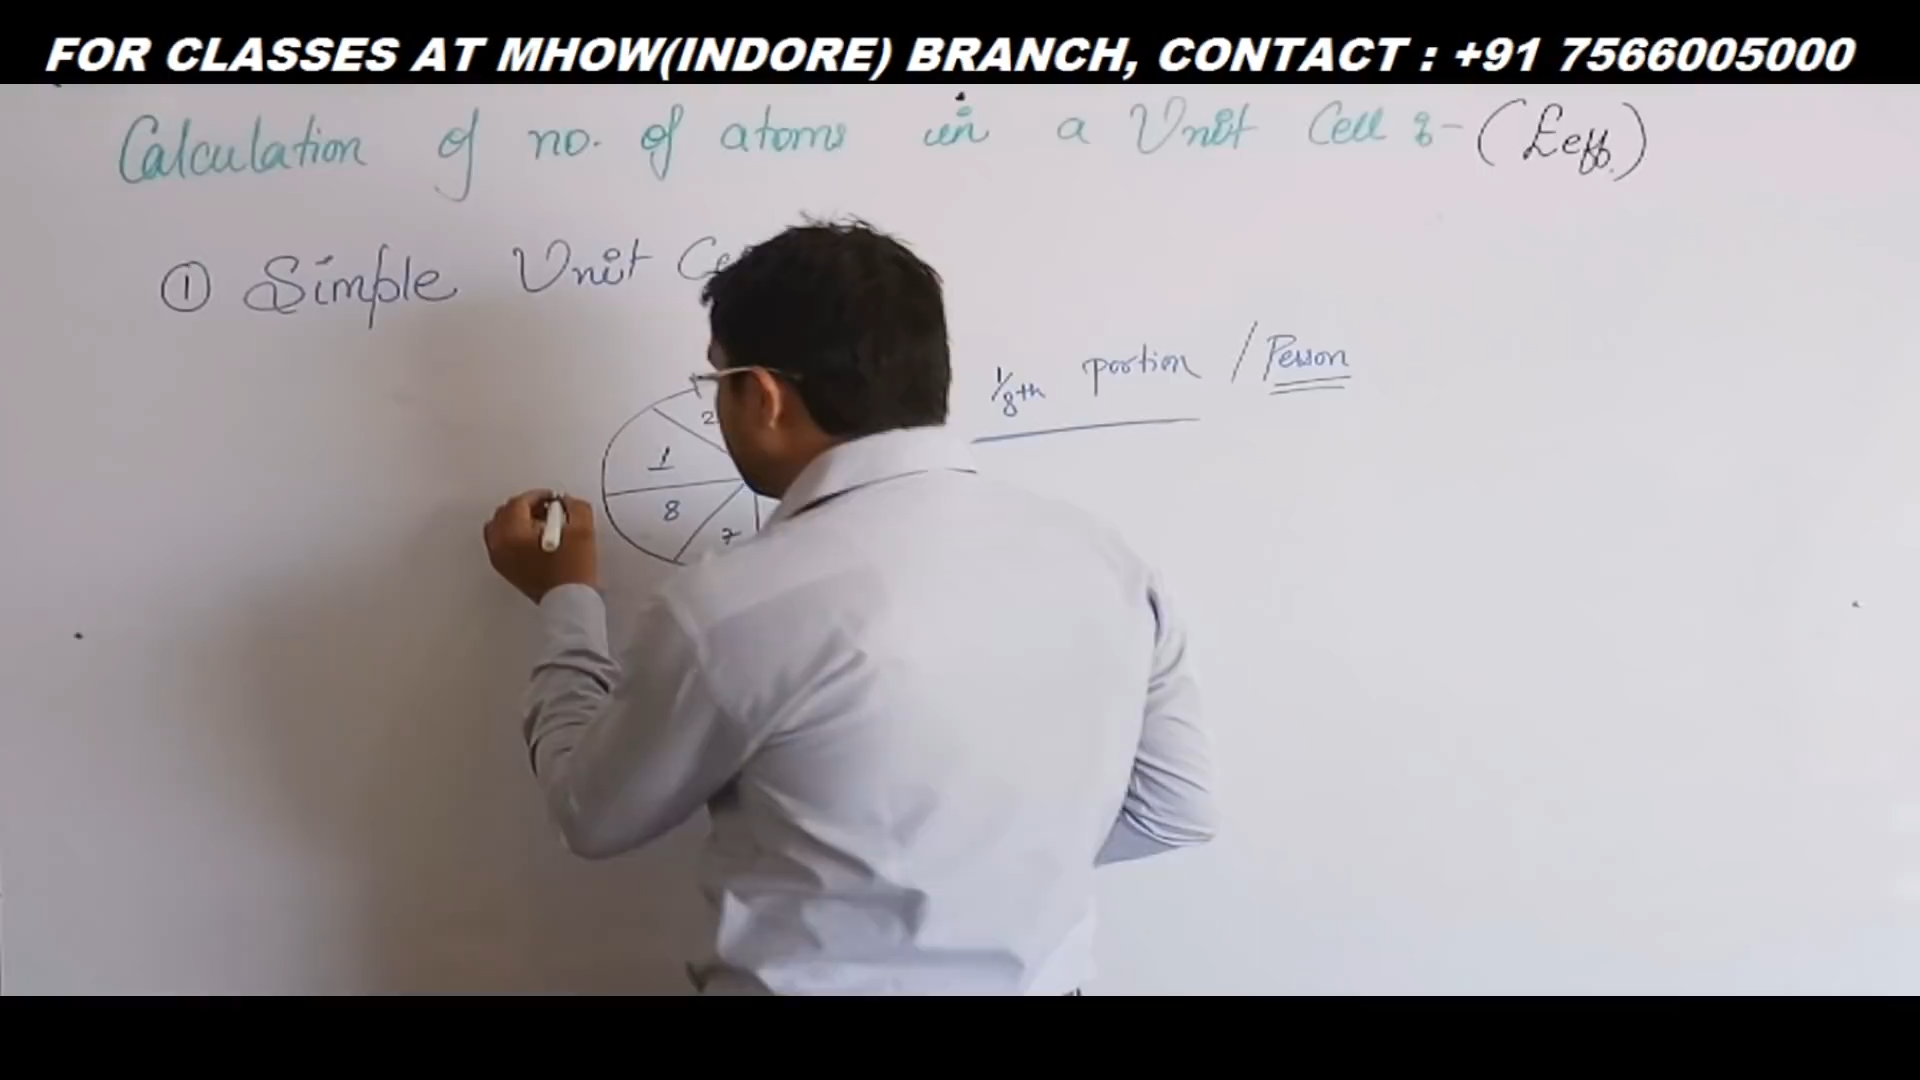 FOR CLASSES AT MHOW(INDORE) BRANCH, CONTACT : +91 7566005000
Calculation of no. of atoms in a Unit Cell :- (Zeff.)
① Simple Unit Ce
1/8th portion / Person
2
1
8
7